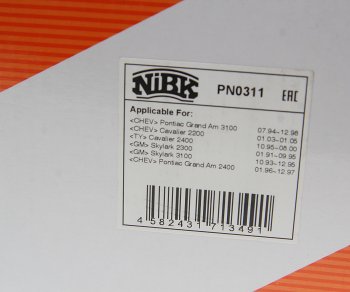 NiBK PN0311 EAC
Applicable For:
<CHEV> Pontiac Grand Am 3100 07.94-12.98
<CHEV> Cavalier 2200 01.03-01.05
<TY> Cavalier 2400 10.95-08.00
<GM> Skylark 2300 01.91-09.95
<GM> Skylark 3100 10.93-12.95
<CHEV> Pontiac Grand Am 2400 01.96-12.97
4 582431 713491